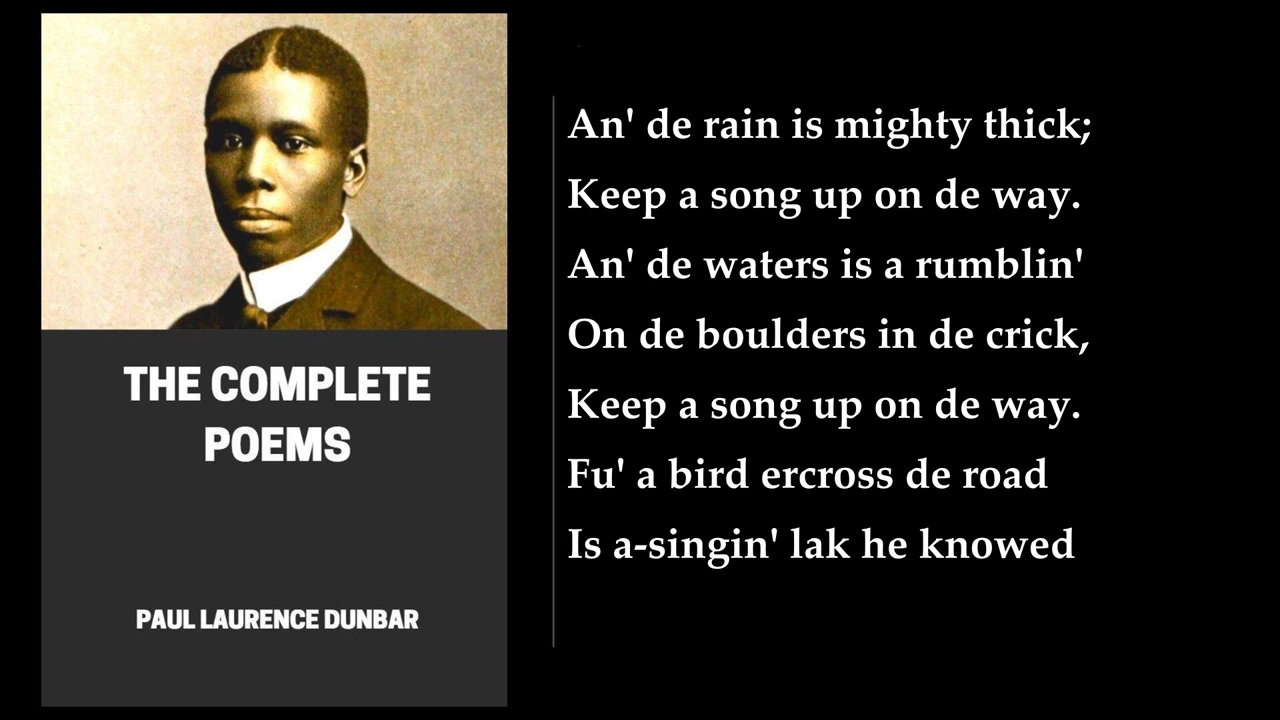 THE COMPLETE
POEMS
PAUL LAURENCE DUNBAR
An' de rain is mighty thick;
Keep a song up on de way.
An' de waters is a rumblin'
On de boulders in de crick,
Keep a song up on de way.
Fu' a bird ercross de road
Is a-singin' lak he knowed